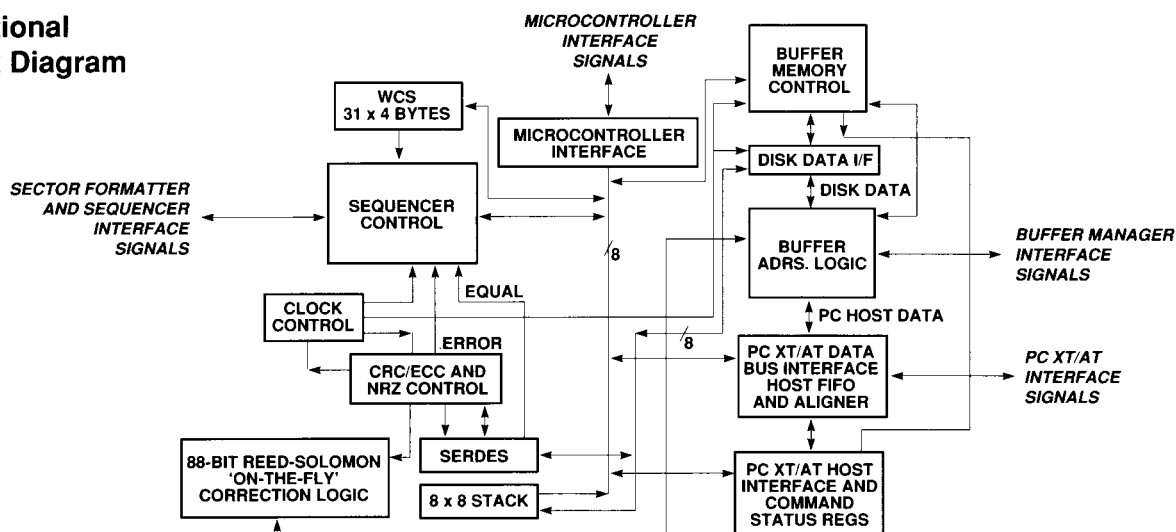 tional
Diagram
MICROCONTROLLER
INTERFACE
SIGNALS
BUFFER
MEMORY
CONTROL
WCS
31 x 4 BYTES
MICROCONTROLLER
INTERFACE
DISK DATA I/F
DISK DATA
SECTOR FORMATTER
AND SEQUENCER
INTERFACE
SIGNALS
SEQUENCER
CONTROL
8
BUFFER
ADRS. LOGIC
BUFFER MANAGER
INTERFACE
SIGNALS
EQUAL
CLOCK
CONTROL
PC HOST DATA
8
ERROR
CRC/ECC AND
NRZ CONTROL
PC XT/AT DATA
BUS INTERFACE
HOST FIFO
AND ALIGNER
PC XT/AT
INTERFACE
SIGNALS
88-BIT REED-SOLOMON
'ON-THE-FLY'
CORRECTION LOGIC
SERDES
8 x 8 STACK
PC XT/AT HOST
INTERFACE AND
COMMAND
STATUS REGS